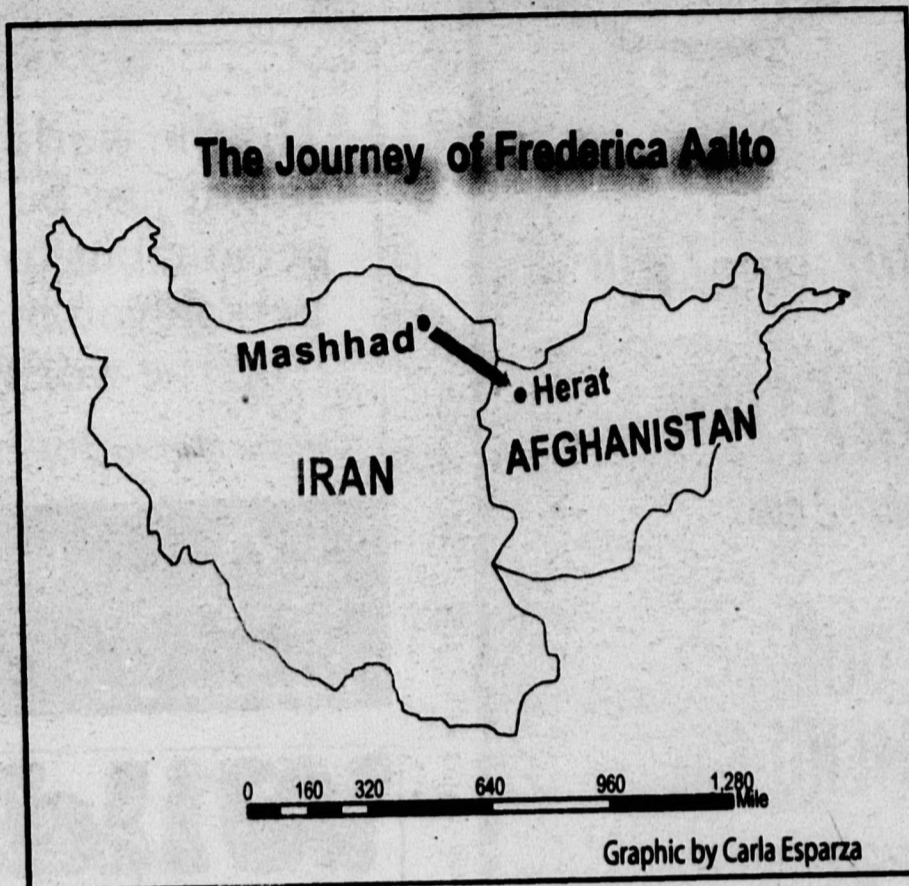 The Journey of Frederica Aalto
Mashhad
Herat
IRAN
AFGHANISTAN
0 160 320 640 960 1,280
Mile
Graphic by Carla Esparza